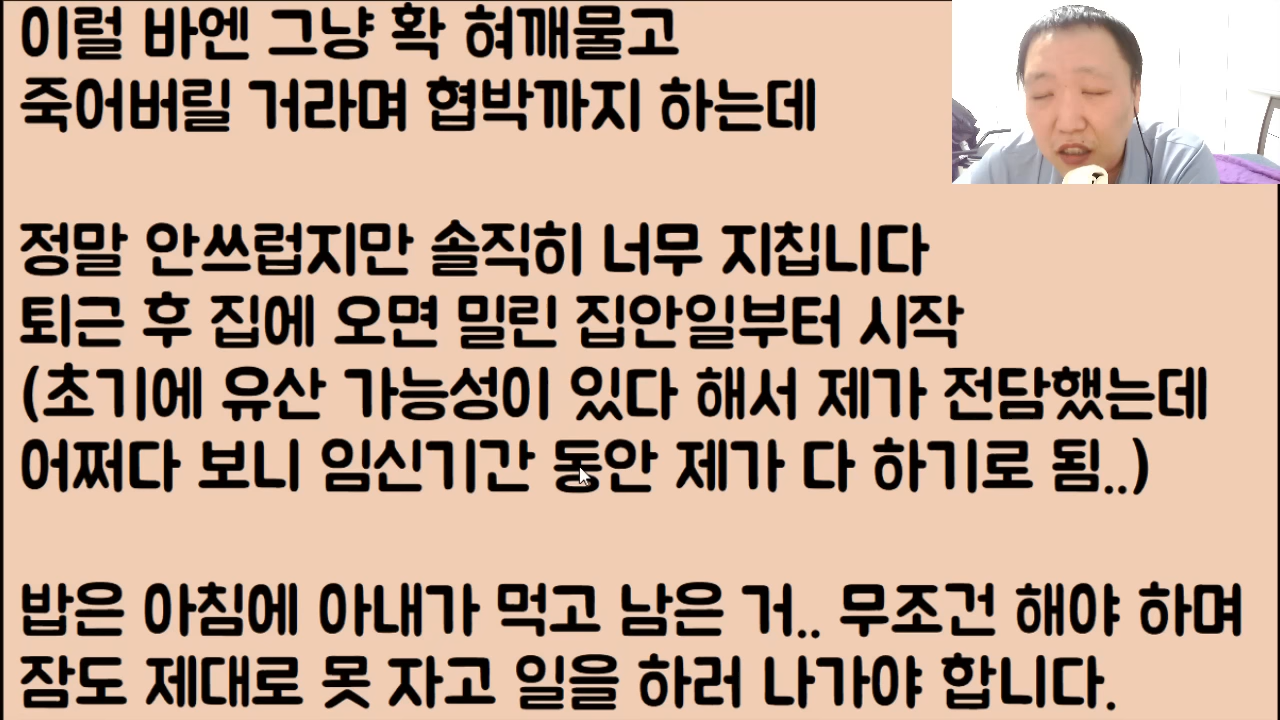 이럴 바엔 그냥 확 혀깨물고
죽어버릴 거라며 협박까지 하는데
정말 안쓰럽지만 솔직히 너무 지칩니다
퇴근 후 집에 오면 밀린 집안일부터 시작
(초기에 유산 가능성이 있다 해서 제가 전담했는데
어쩌다 보니 임신기간 동안 제가 다 하기로 됨..)
밥은 아침에 아내가 먹고 남은 거.. 무조건 해야 하며
잠도 제대로 못 자고 일을 하러 나가야 합니다.